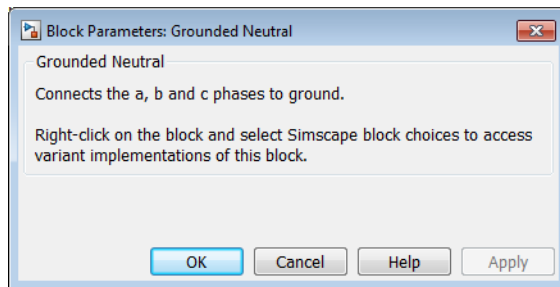 Block Parameters: Grounded Neutral
Grounded Neutral
Connects the a, b and c phases to ground.
Right-click on the block and select Simscape block choices to access
variant implementations of this block.
OK Cancel Help Apply